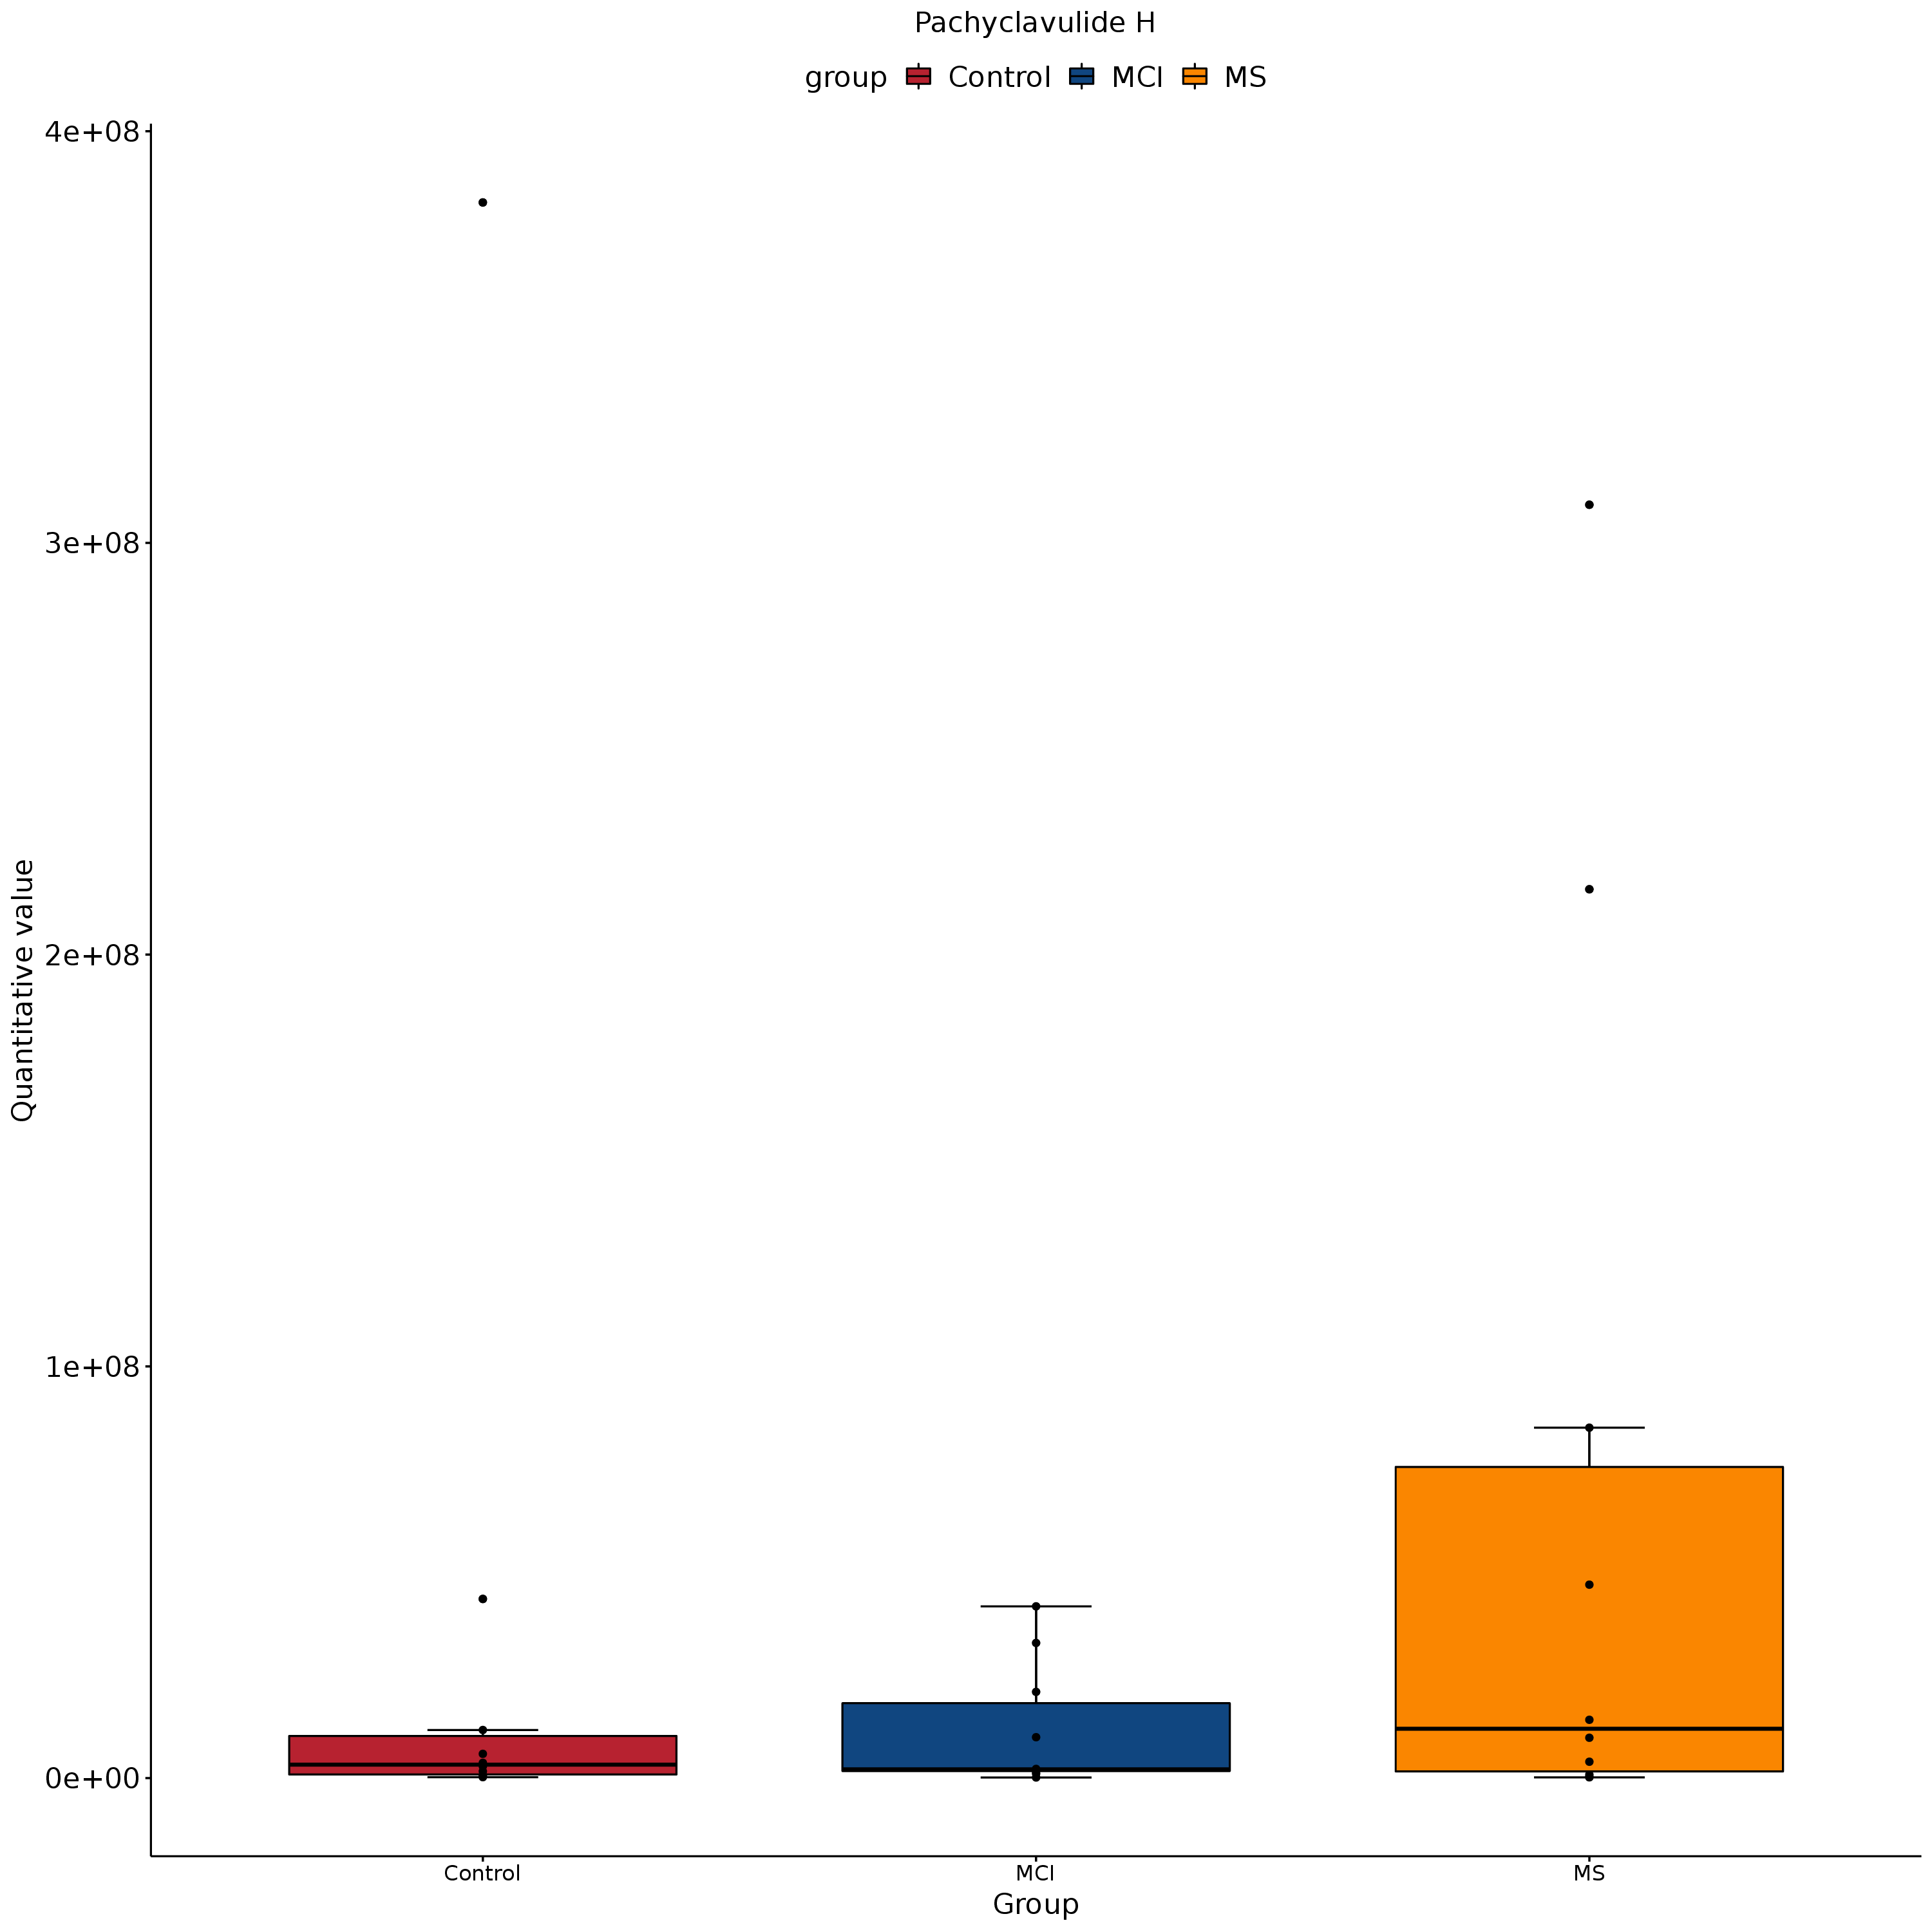 Pachyclavulide H
group Control MCI MS
4e+08
3e+08
2e+08
1e+08
0e+00
Quantitative value
Control MCI MS
Group